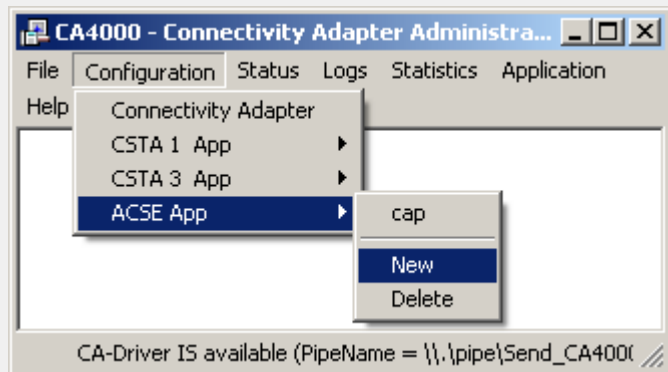 CA4000 - Connectivity Adapter Administra...
File Configuration Status Logs Statistics Application
Help
Connectivity Adapter
CSTA 1 App
CSTA 3 App
ACSE App
cap
New
Delete
CA-Driver IS available (PipeName = \\.\pipe\Send_CA400(